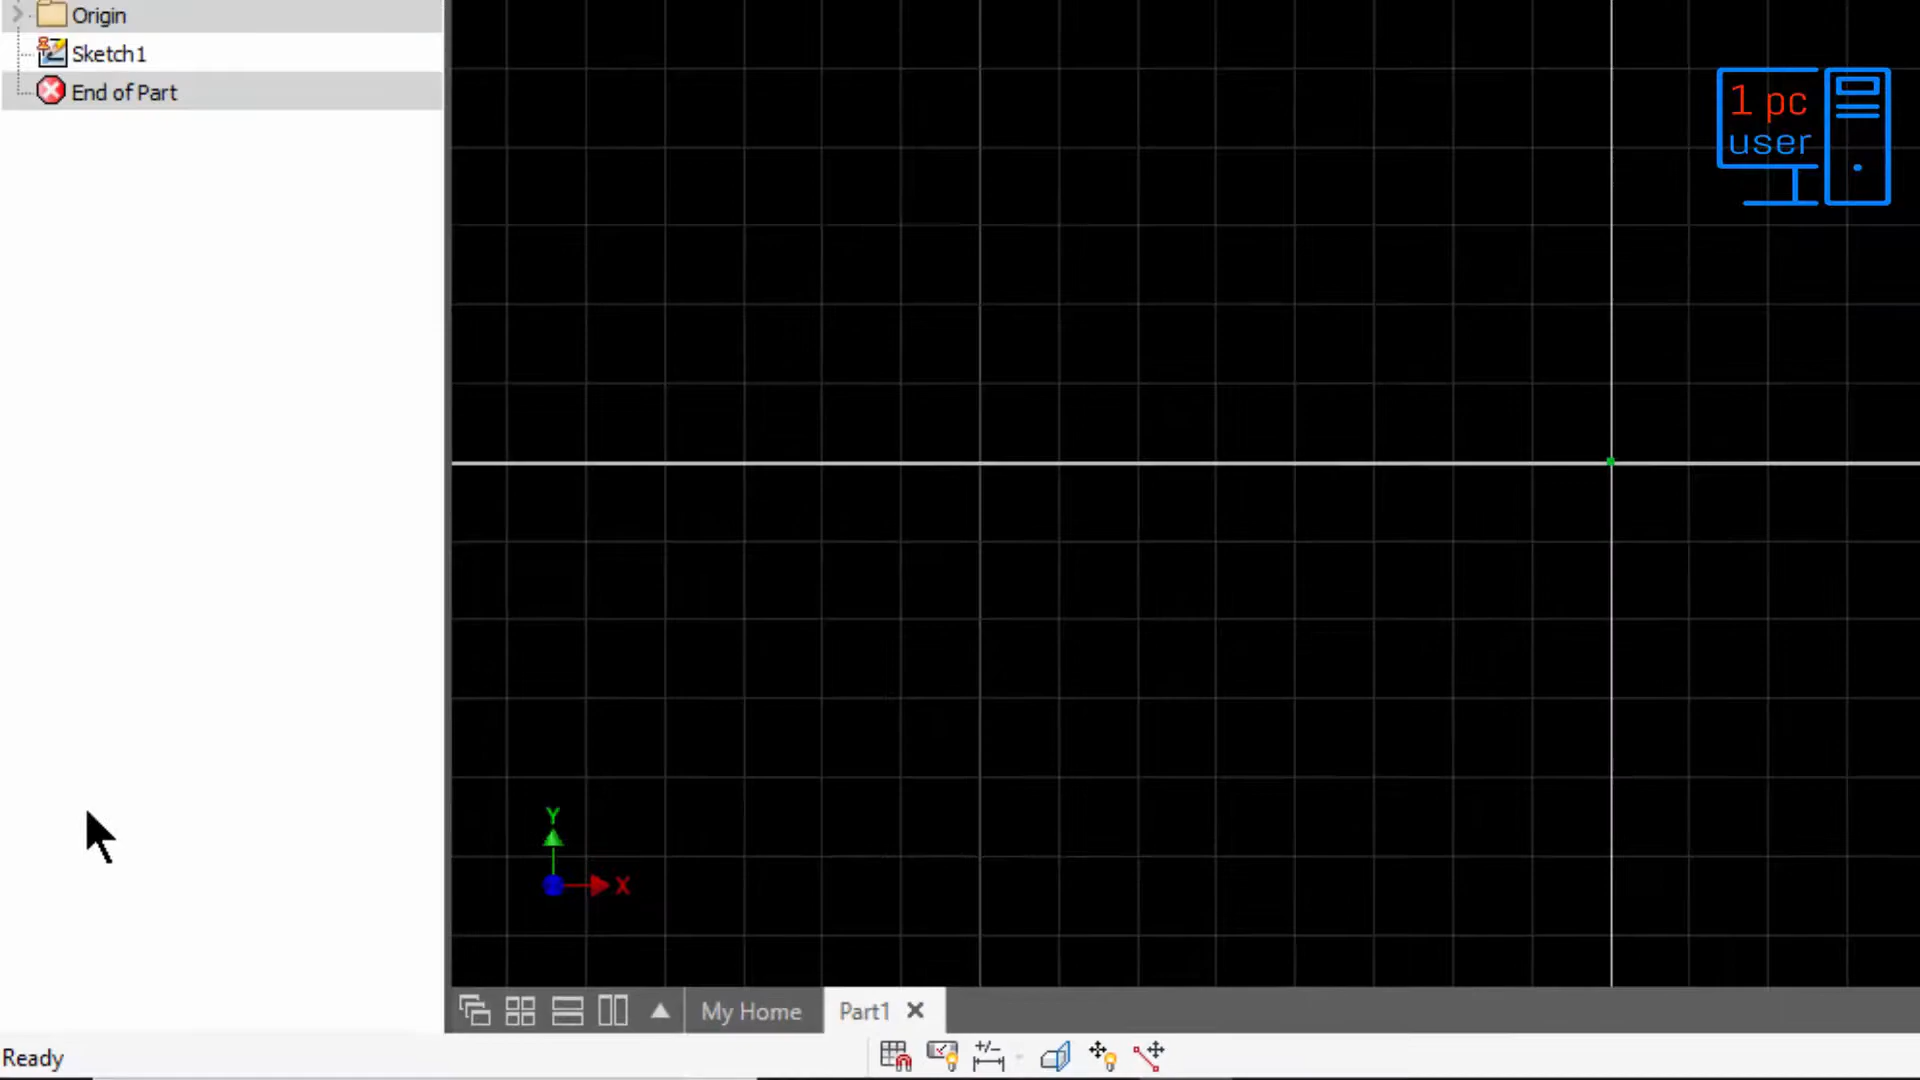 Origin
Sketch1
End of Part
1 pc
user
Y
X
My Home
Part1
Ready
+/-